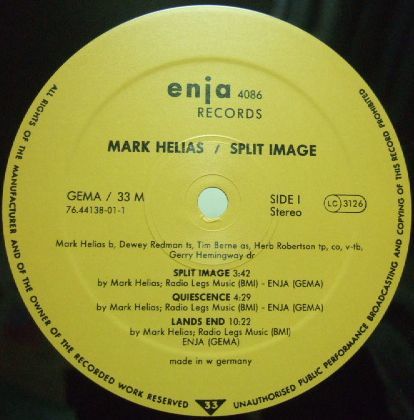 enja 4086
RECORDS
MARK HELIAS / SPLIT IMAGE
GEMA / 33 M
76.44138-01-1
SIDE I
Stereo
LC 3126
Mark Helias b, Dewey Redman ts, Tim Berne as, Herb Robertson tp, co, v-tb,
Gerry Hemingway dr
SPLIT IMAGE 3:42
by Mark Helias; Radio Legs Music (BMI) - ENJA (GEMA)
QUIESCENCE 4:29
by Mark Helias; Radio Legs Music (BMI) - ENJA (GEMA)
LANDS END 10:22
by Mark Helias; Radio Legs Music (BMI)
ENJA (GEMA)
made in w germany
33
ALL RIGHTS OF THE MANUFACTURER AND OF THE OWNER OF THE RECORDED WORK RESERVED
UNAUTHORISED PUBLIC PERFORMANCE BROADCASTING AND COPYING OF THIS RECORD PROHIBITED